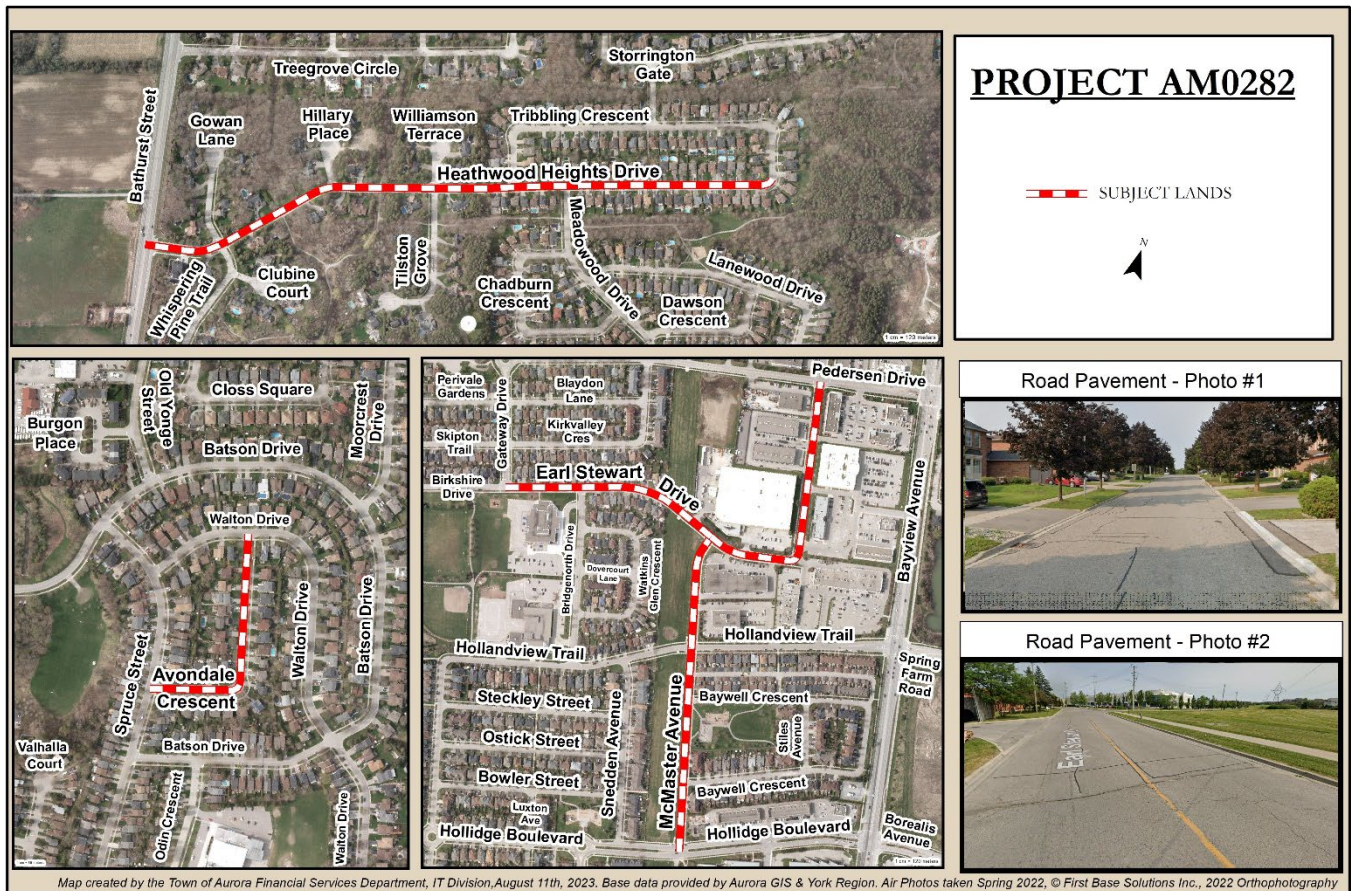 PROJECT AM0282
SUBJECT LANDS
N
Treegrove Circle
Storrington
Gate
Bathurst Street
Gowan
Lane
Hillary
Place
Williamson
Terrace
Tribbling Crescent
Heathwood Heights Drive
Whispering
Pine Trail
Clubine
Court
Tilston
Grove
Chadburn
Crescent
Meadowood Drive
Lanewood Drive
Dawson
Crescent
1 cm = 123 meters
Old Yonge
Street
Closs Square
Moorcrest
Drive
Burgon
Place
Batson Drive
Walton Drive
Spruce Street
Avondale
Crescent
Walton Drive
Batson Drive
Batson Drive
Valhalla
Court
Odin Crescent
Walton Drive
Perivale
Gardens
Gateway Drive
Blaydon
Lane
Pedersen Drive
Skipton
Trail
Kirkvalley
Cres
Birkshire
Drive
Earl Stewart
Drive
Bayview Avenue
Bridgenorth Drive
Dovercourt
Lane
Watkins
Glen Crescent
Hollandview Trail
Hollandview Trail
Spring
Farm
Road
Steckley Street
Snedden Avenue
McMaster Avenue
Baywell Crescent
Ostick Street
Stiles
Avenue
Bowler Street
Baywell Crescent
Luxton
Ave
Hollidge Boulevard
Hollidge Boulevard
Borealis
Avenue
1 cm = 123 meters
Road Pavement - Photo #1
Road Pavement - Photo #2
Map created by the Town of Aurora Financial Services Department, IT Division,August 11th, 2023. Base data provided by Aurora GIS & York Region. Air Photos taken Spring 2022, © First Base Solutions Inc., 2022 Orthophotography